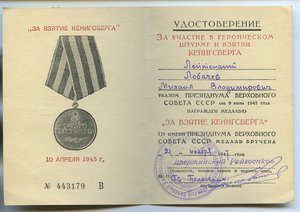 "ЗА ВЗЯТИЕ КЕНИГСБЕРГА"
10 АПРЕЛЯ 1945 г.
№ 443179 В
УДОСТОВЕРЕНИЕ
ЗА УЧАСТИЕ В ГЕРОИЧЕСКОМ
ШТУРМЕ И ВЗЯТИИ
КЕНИГСБЕРГА
Лейтенант
Лобачев
Михаил Владимирович
УКАЗОМ ПРЕЗИДИУМА ВЕРХОВНОГО
СОВЕТА СССР от 9 июня 1945 года
НАГРАЖДЕН МЕДАЛЬЮ
"ЗА ВЗЯТИЕ КЕНИГСБЕРГА"
ОТ ИМЕНИ ПРЕЗИДИУМА ВЕРХОВНОГО
СОВЕТА СССР МЕДАЛЬ ВРУЧЕНА
ноября
Дзержинский